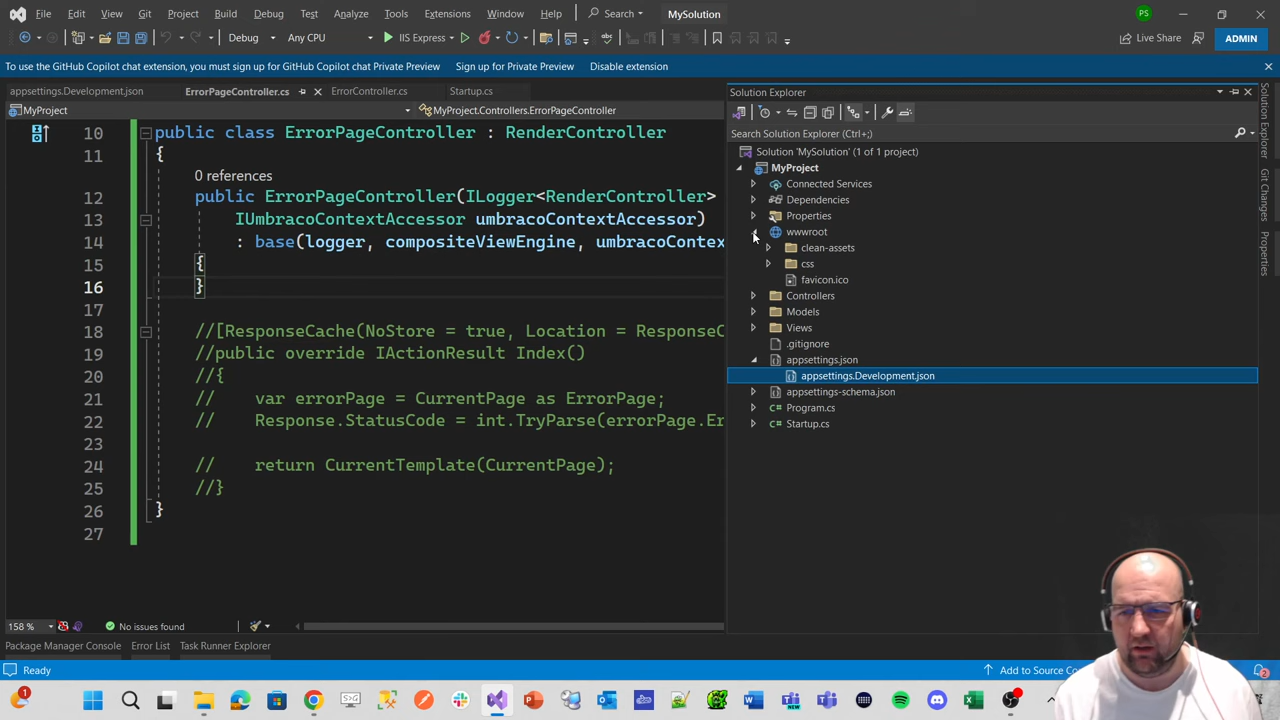 File Edit View Git Project Build Debug Test Analyze Tools Extensions Window Help Search MySolution PS
Debug Any CPU IIS Express Live Share ADMIN
To use the GitHub Copilot chat extension, you must sign up for GitHub Copilot chat Private Preview Sign up for Private Preview Disable extension
appsettings.Development.json ErrorPageController.cs ErrorController.cs Startup.cs
MyProject MyProject.Controllers.ErrorPageController
10 public class ErrorPageController : RenderController
11 {
0 references
12 public ErrorPageController(ILogger<RenderController>
13 IUmbracoContextAccessor umbracoContextAccessor)
14 : base(logger, compositeViewEngine, umbracoContex
15 {
16 }
17
18 //[ResponseCache(NoStore = true, Location = ResponseC
19 //public override IActionResult Index()
20 //{
21 // var errorPage = CurrentPage as ErrorPage;
22 // Response.StatusCode = int.TryParse(errorPage.Er
23
24 // return CurrentTemplate(CurrentPage);
25 //}
26 }
27
158 % No issues found
Package Manager Console Error List Task Runner Explorer
Solution Explorer
Search Solution Explorer (Ctrl+;)
Solution 'MySolution' (1 of 1 project)
MyProject
Connected Services
Dependencies
Properties
wwwroot
clean-assets
css
favicon.ico
Controllers
Models
Views
.gitignore
appsettings.json
appsettings.Development.json
appsettings-schema.json
Program.cs
Startup.cs
Solution Explorer
Git Changes
Ready Add to Source Co 2
1
NEW